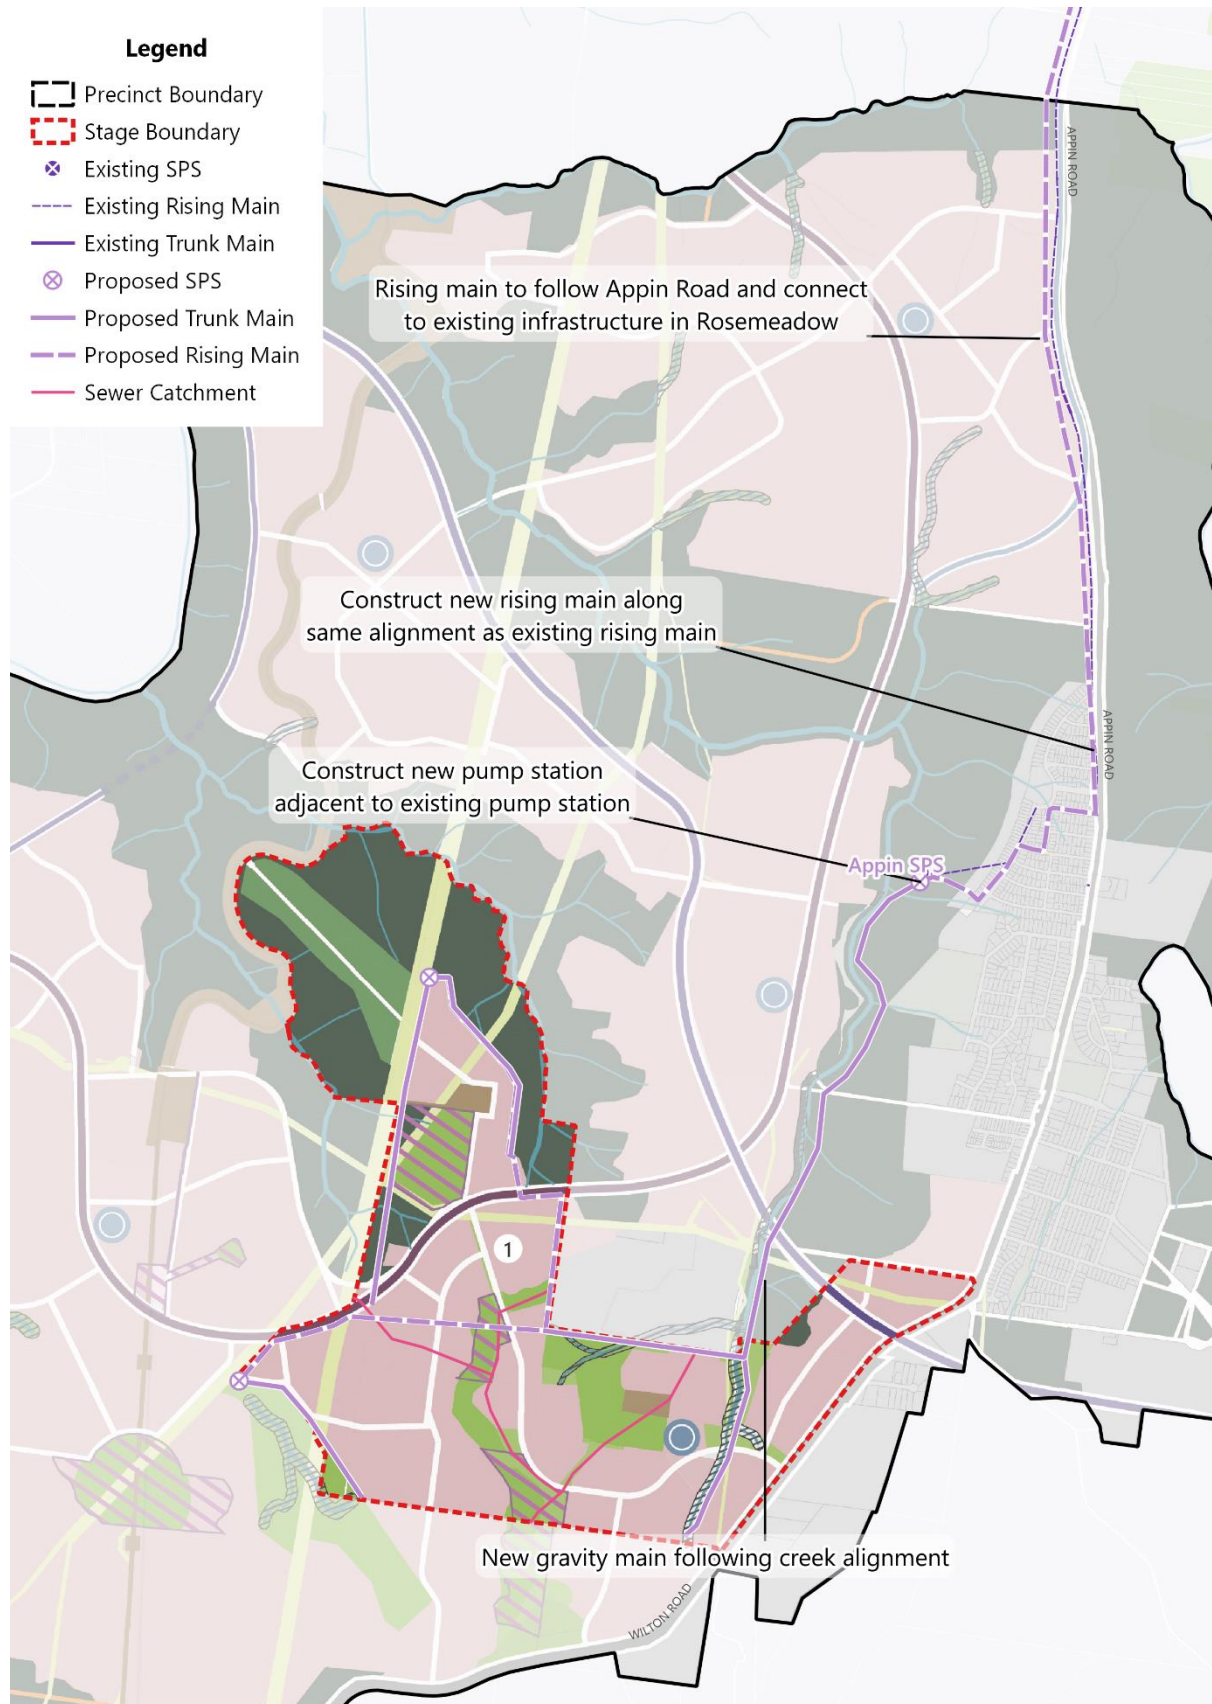 Legend
Precinct Boundary
Stage Boundary
Existing SPS
Existing Rising Main
Existing Trunk Main
Proposed SPS
Proposed Trunk Main
Proposed Rising Main
Sewer Catchment
APPIN ROAD
Rising main to follow Appin Road and connect
to existing infrastructure in Rosemeadow
Construct new rising main along
same alignment as existing rising main
APPIN ROAD
Construct new pump station
adjacent to existing pump station
Appin SPS
1
New gravity main following creek alignment
WILTON ROAD